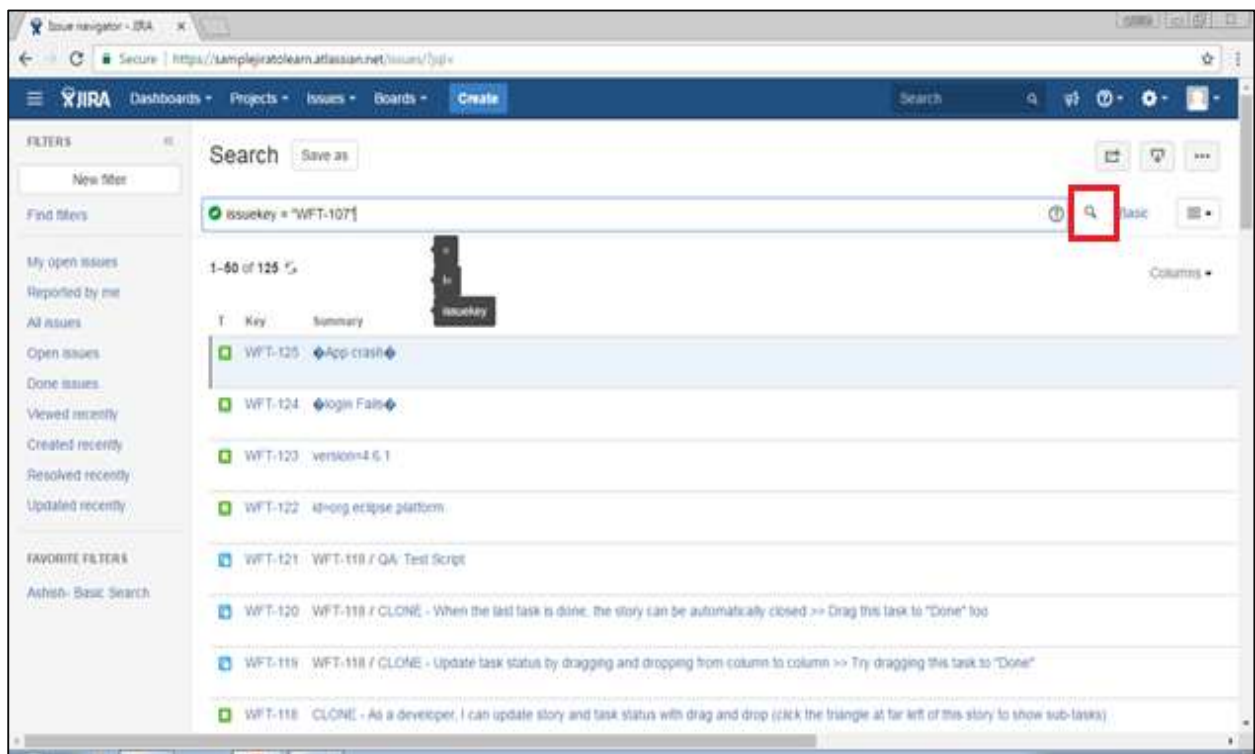 Issue navigator - JIRA
Secure | https://samplejiratolearn.atlassian.net/issues/?jql=
JIRA Dashboards Projects Issues Boards Create Search
FILTERS
New filter
Find filters
My open issues
Reported by me
All issues
Open issues
Done issues
Viewed recently
Created recently
Resolved recently
Updated recently
FAVORITE FILTERS
Ashish- Basic Search
Search Save as
issuekey = "WFT-107"
Basic
=
!=
issuekey
1–50 of 125
Columns
T Key Summary
WFT-125 �App crash�
WFT-124 �login Fails�
WFT-123 version=4.6.1
WFT-122 id=org.eclipse.platform
WFT-121 WFT-118 / QA: Test Script
WFT-120 WFT-118 / CLONE - When the last task is done, the story can be automatically closed >> Drag this task to "Done" too
WFT-119 WFT-118 / CLONE - Update task status by dragging and dropping from column to column >> Try dragging this task to "Done"
WFT-118 CLONE - As a developer, I can update story and task status with drag and drop (click the triangle at far left of this story to show sub-tasks)